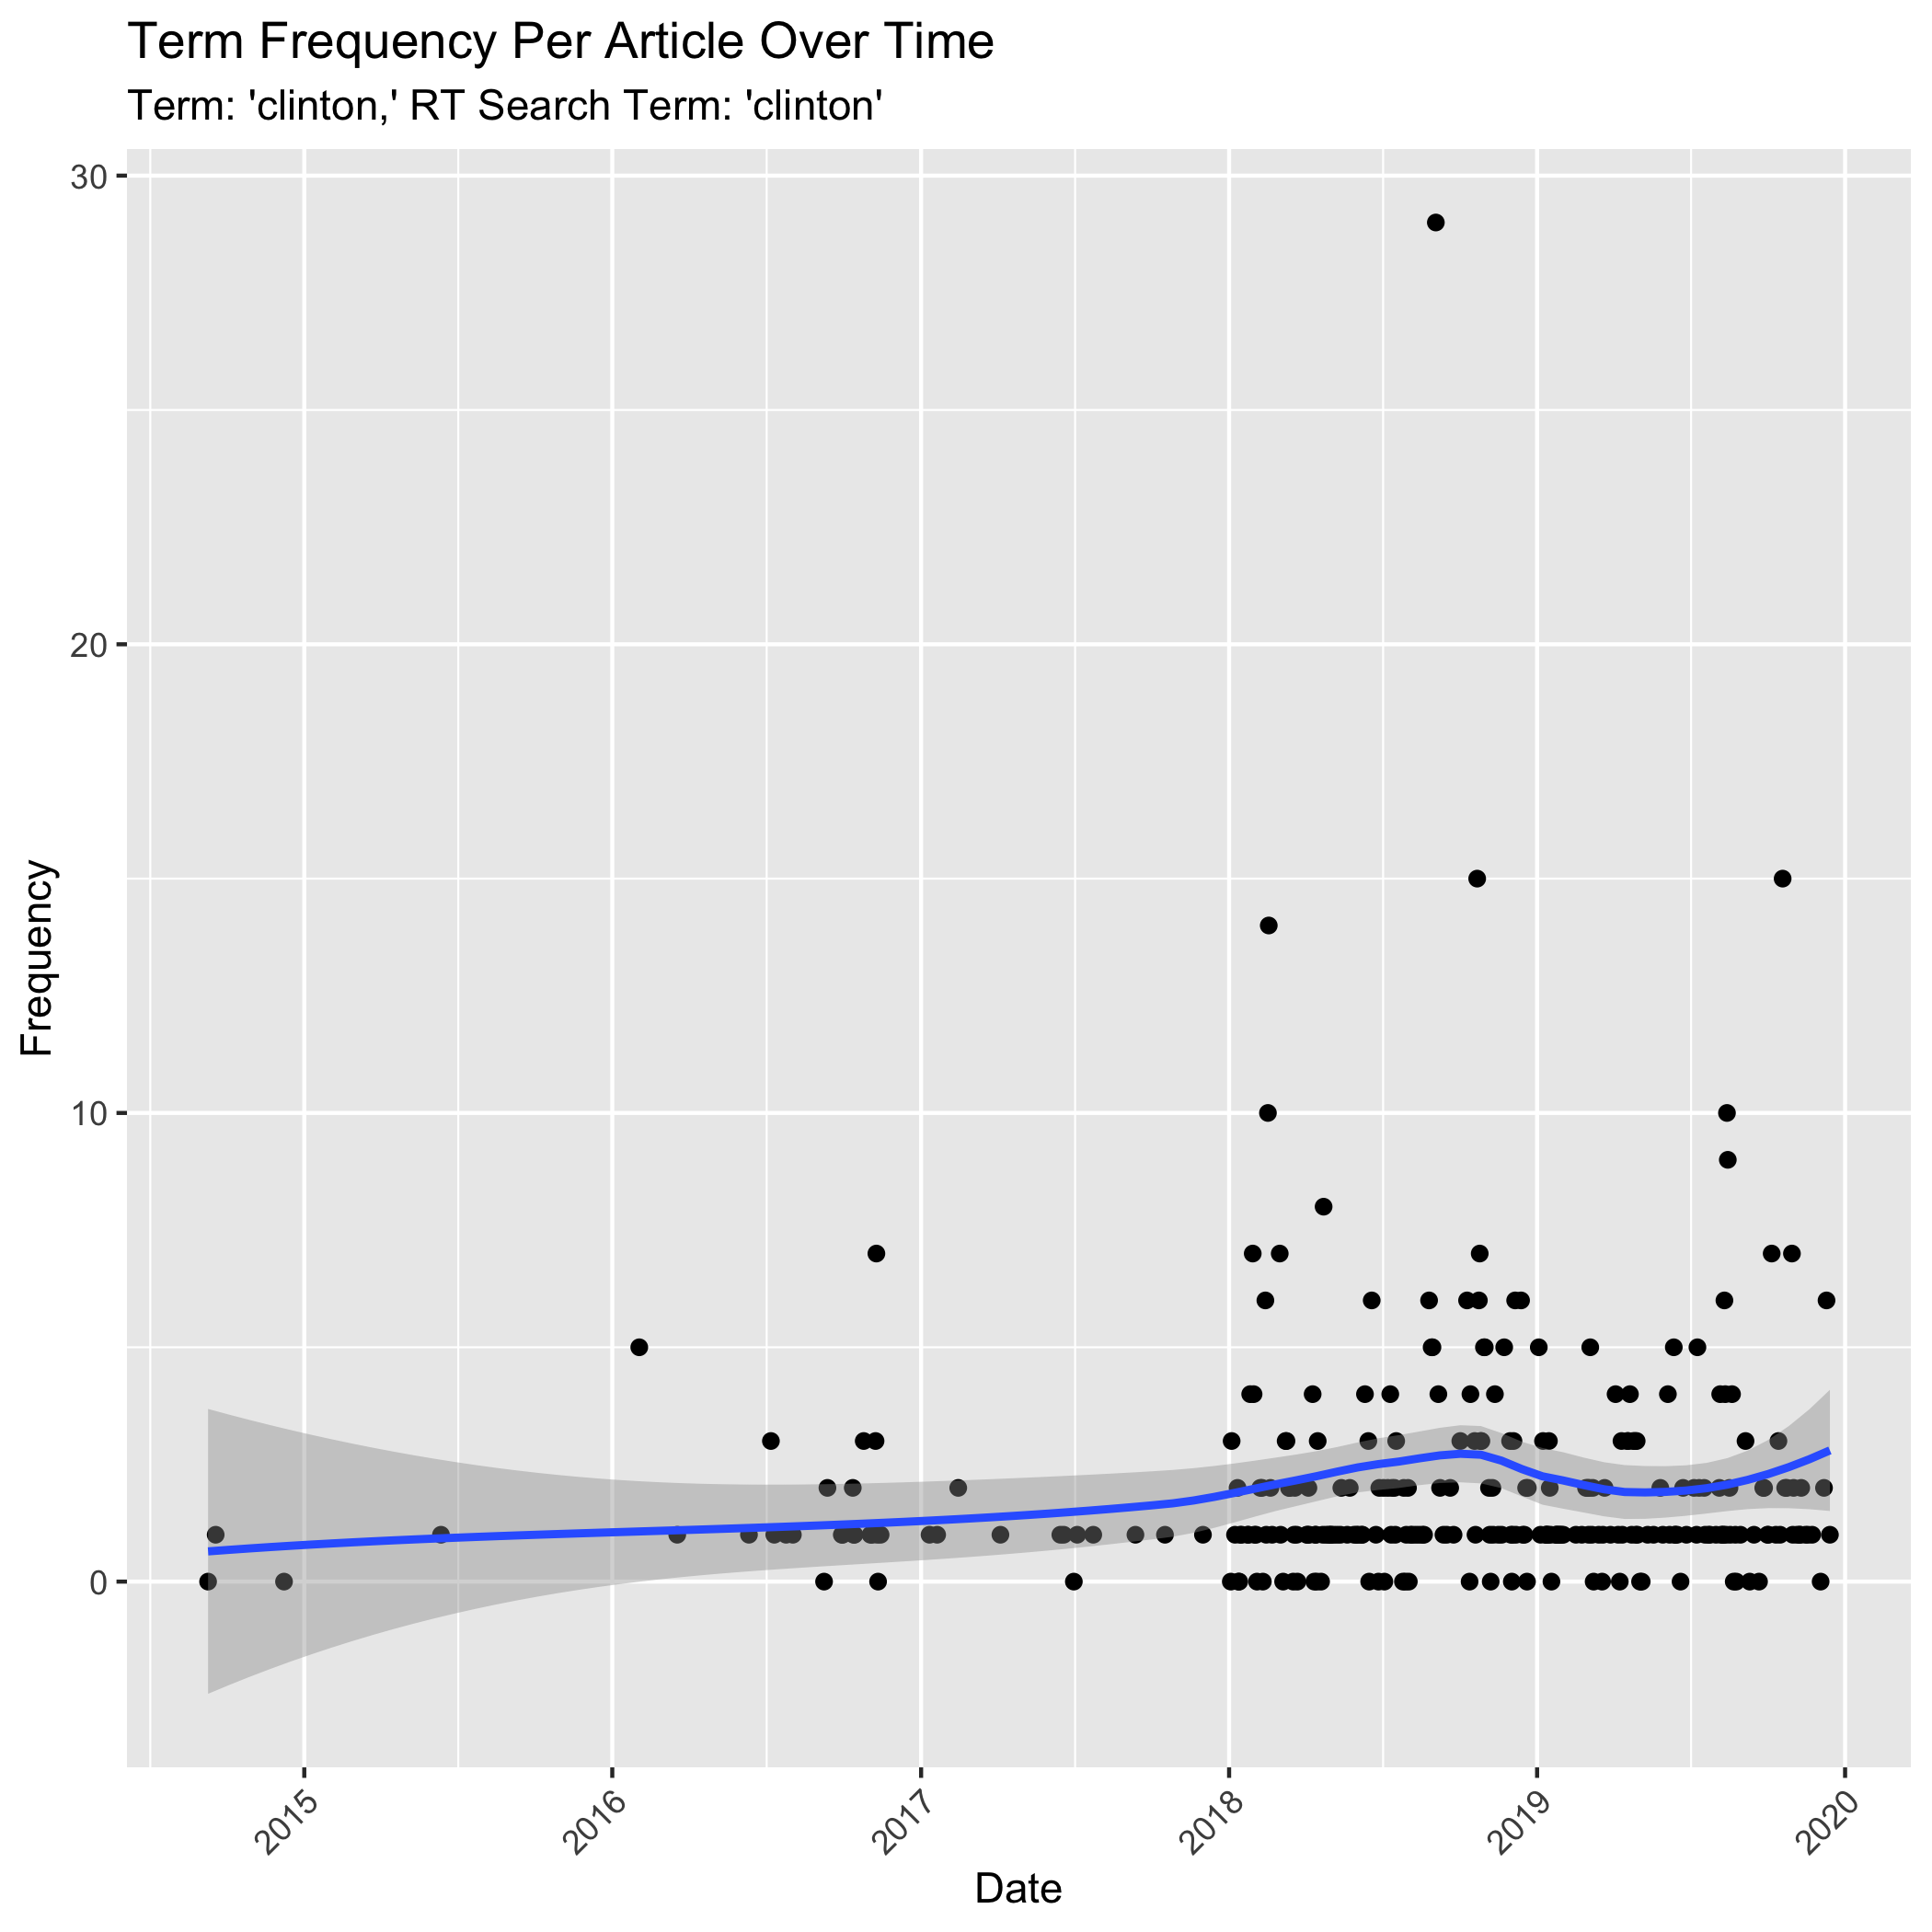 Term Frequency Per Article Over Time
Term: 'clinton,' RT Search Term: 'clinton'
30
20
10
0
Frequency
2015
2016
2017
2018
2019
2020
Date